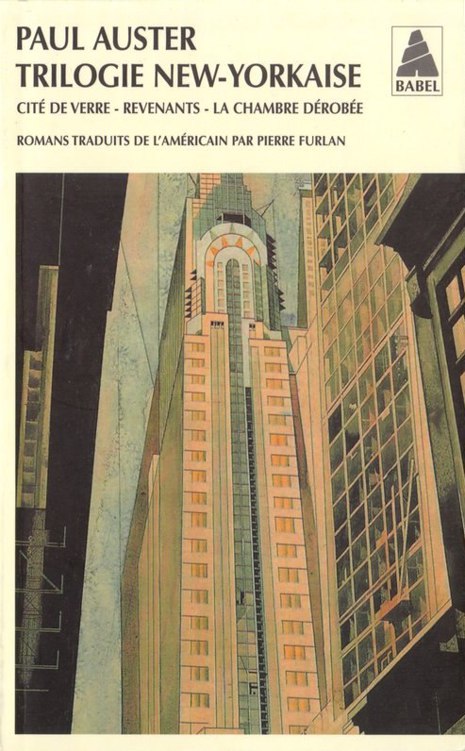 PAUL AUSTER
TRILOGIE NEW-YORKAISE
CITÉ DE VERRE - REVENANTS - LA CHAMBRE DÉROBÉE
ROMANS TRADUITS DE L'AMÉRICAIN PAR PIERRE FURLAN
BABEL